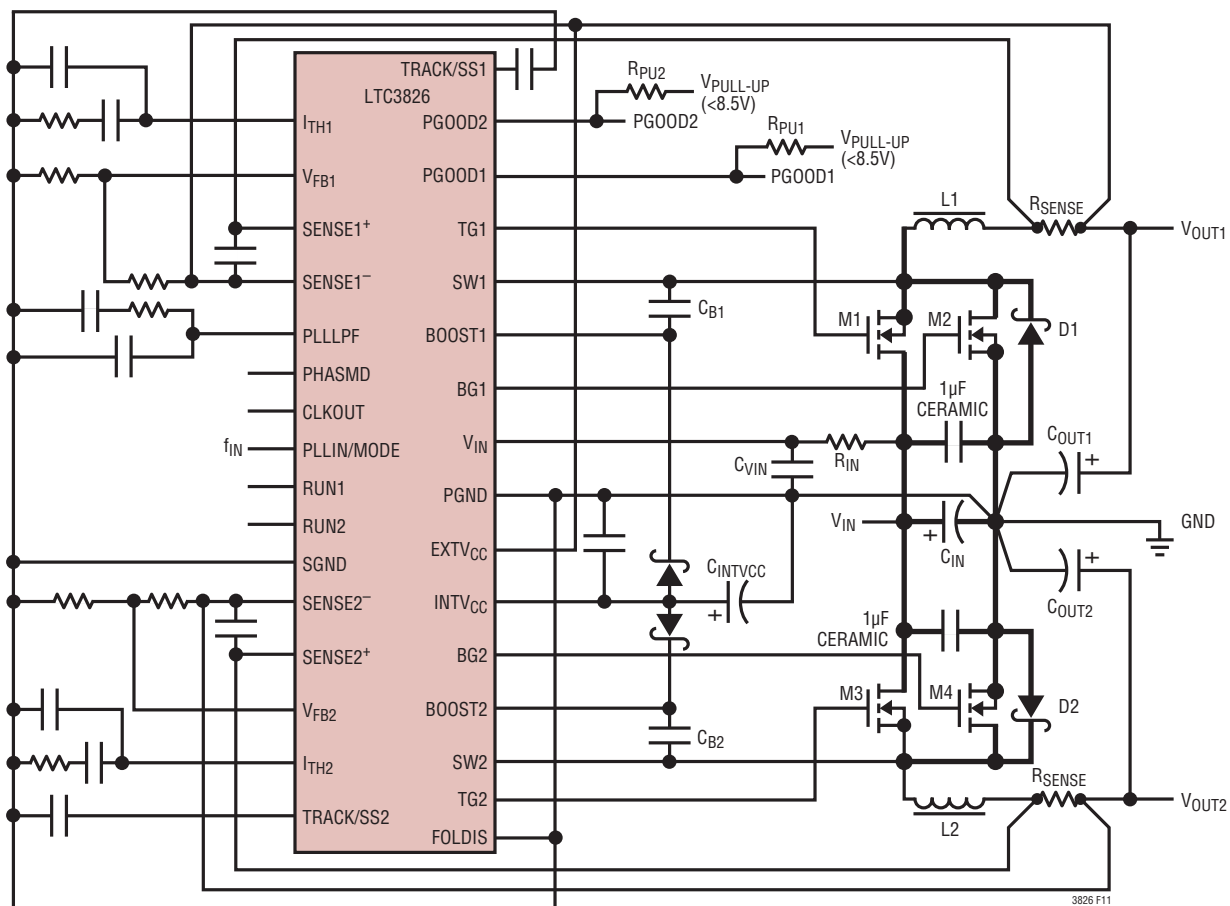 TRACK/SS1
LTC3826
RPU2
VPULL-UP
(<8.5V)
ITH1
PGOOD2
PGOOD2
RPU1
VPULL-UP
(<8.5V)
VFB1
PGOOD1
PGOOD1
L1
RSENSE
SENSE1+
TG1
VOUT1
SENSE1–
SW1
CB1
M1
M2
D1
PLLLPF
BOOST1
PHASMD
BG1
1µF
CERAMIC
CLKOUT
COUT1
+
fIN
PLLIN/MODE
VIN
RIN
CVIN
RUN1
PGND
RUN2
VIN
GND
+
CIN
EXTVCC
SGND
CINTVCC
+
COUT2
SENSE2–
INTVCC
+
1µF
CERAMIC
SENSE2+
BG2
M3
M4
D2
VFB2
BOOST2
CB2
ITH2
SW2
RSENSE
TG2
VOUT2
TRACK/SS2
L2
FOLDIS
3826 F11